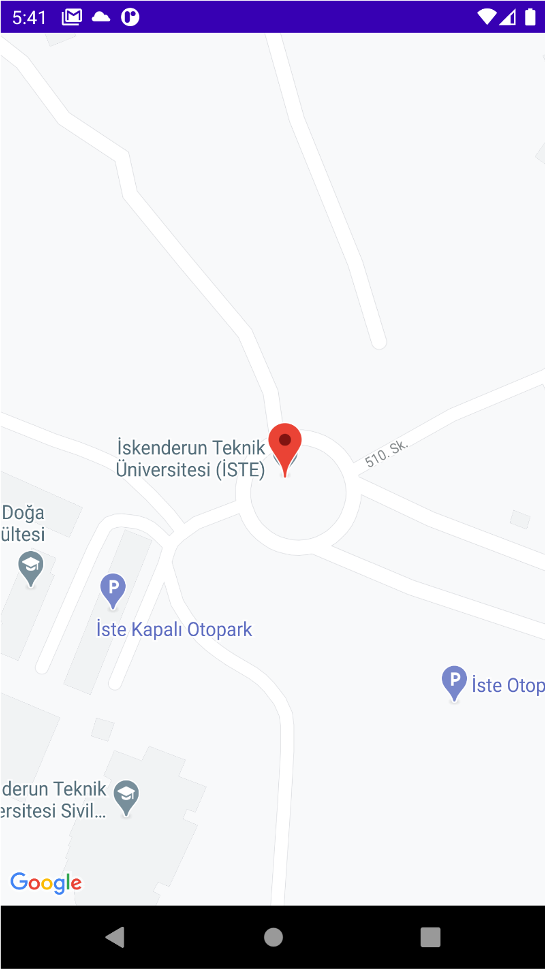 5:41
İskenderun Teknik
Üniversitesi (İSTE)
510. Sk.
Doğa
ültesi
P
İste Kapalı Otopark
P
İste Otop
derun Teknik
ersitesi Sivil...
Google